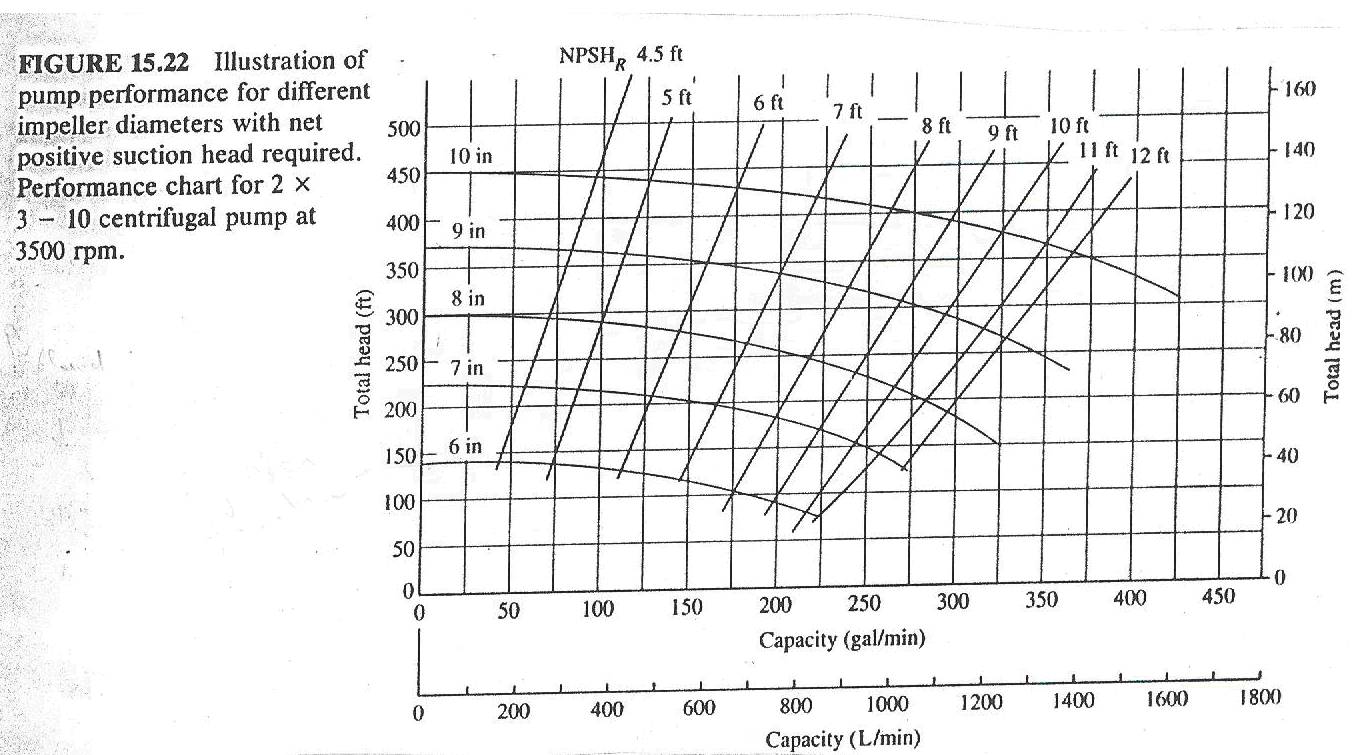 FIGURE 15.22 Illustration of
pump performance for different
impeller diameters with net
positive suction head required.
Performance chart for 2 ×
3 – 10 centrifugal pump at
3500 rpm.
NPSHR 4.5 ft
5 ft
6 ft
7 ft
8 ft
9 ft
10 ft
11 ft
12 ft
10 in
9 in
8 in
7 in
6 in
Total head (ft)
500
450
400
350
300
250
200
150
100
50
0
Total head (m)
160
140
120
100
80
60
40
20
0
0 50 100 150 200 250 300 350 400 450
Capacity (gal/min)
0 200 400 600 800 1000 1200 1400 1600 1800
Capacity (L/min)